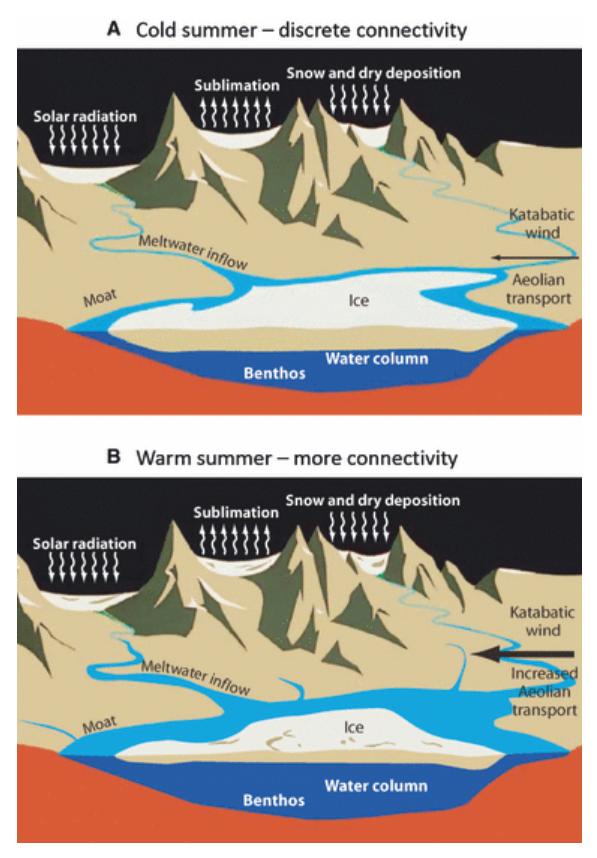 A Cold summer – discrete connectivity
Snow and dry deposition
Sublimation
Solar radiation
Katabatic
wind
Meltwater inflow
Aeolian
transport
Moat
Ice
Water column
Benthos
B Warm summer – more connectivity
Snow and dry deposition
Sublimation
Solar radiation
Katabatic
wind
Meltwater inflow
Increased
Aeolian
transport
Moat
Ice
Water column
Benthos